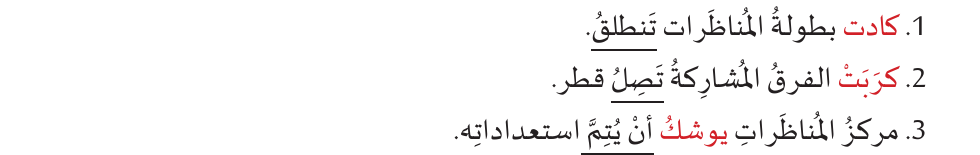 1. كادت بطولةُ المُناظَرات تَنطلقُ.
2. كرَبَتْ الفرقُ المُشارِكةُ تَصِلُ قطر.
3. مركزُ المُناظَراتِ يوشكُ أنْ يُتِمَّ استعداداتِه.